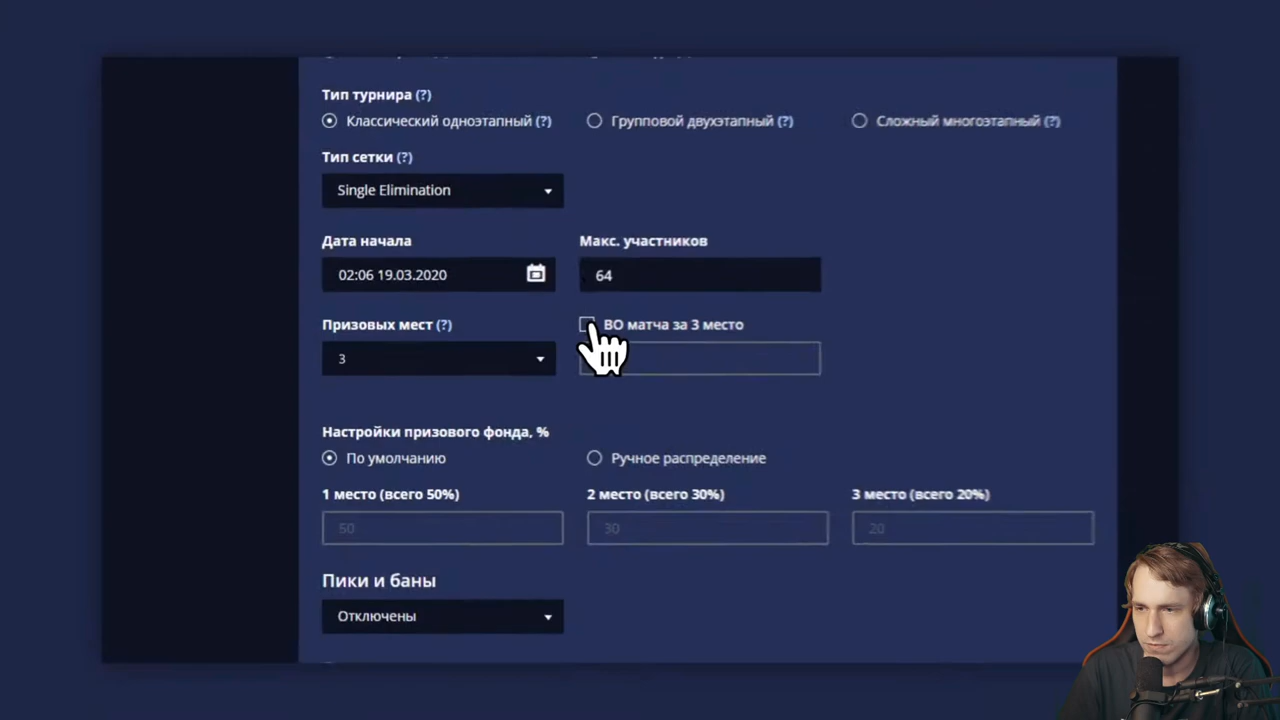 Тип турнира (?)
Классический одноэтапный (?)
Групповой двухэтапный (?)
Сложный многоэтапный (?)
Тип сетки (?)
Single Elimination
Дата начала
Макс. участников
02:06 19.03.2020
64
Призовых мест (?)
BO матча за 3 место
3
Настройки призового фонда, %
По умолчанию
Ручное распределение
1 место (всего 50%)
2 место (всего 30%)
3 место (всего 20%)
50
30
20
Пики и баны
Отключены